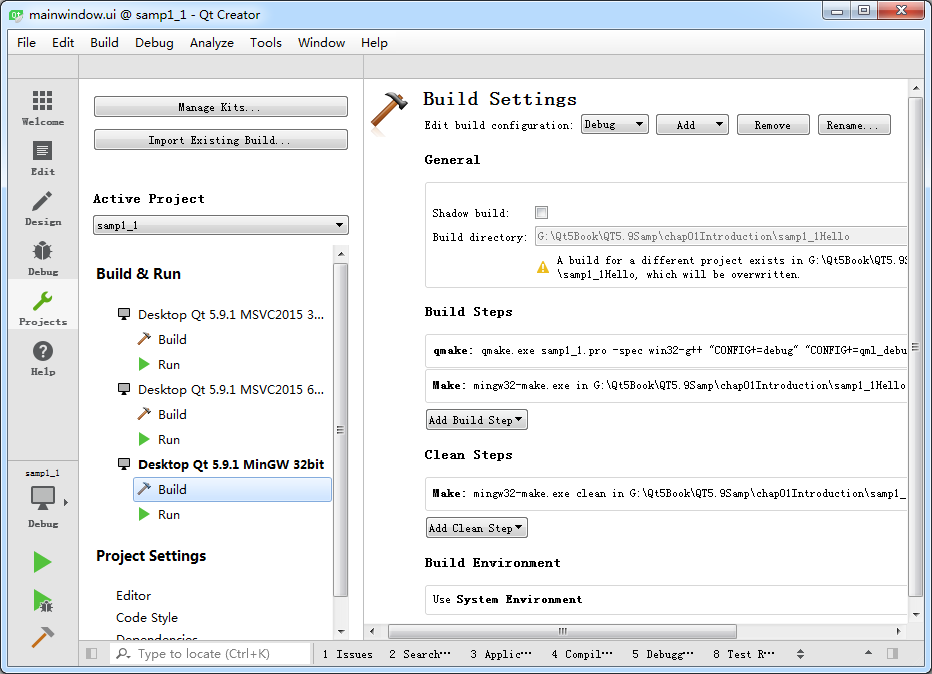 mainwindow.ui @ samp1_1 - Qt Creator
File Edit Build Debug Analyze Tools Window Help
Welcome
Edit
Design
Debug
Projects
Help
samp1_1
Debug
Manage Kits...
Import Existing Build...
Active Project
samp1_1
Build & Run
Desktop Qt 5.9.1 MSVC2015 3...
Build
Run
Desktop Qt 5.9.1 MSVC2015 6...
Build
Run
Desktop Qt 5.9.1 MinGW 32bit
Build
Run
Project Settings
Editor
Code Style
Dependencies
Build Settings
Edit build configuration: Debug Add Remove Rename...
General
Shadow build:
Build directory: G:\Qt5Book\QT5.9Samp\chap01Introduction\samp1_1Hello
A build for a different project exists in G:\Qt5Book\QT5.9S
\samp1_1Hello, which will be overwritten.
Build Steps
qmake: qmake.exe samp1_1.pro -spec win32-g++ "CONFIG+=debug" "CONFIG+=qml_debu
Make: mingw32-make.exe in G:\Qt5Book\QT5.9Samp\chap01Introduction\samp1_1Hello
Add Build Step
Clean Steps
Make: mingw32-make.exe clean in G:\Qt5Book\QT5.9Samp\chap01Introduction\samp1_
Add Clean Step
Build Environment
Use System Environment
Type to locate (Ctrl+K) 1 Issues 2 Search... 3 Applic... 4 Compil... 5 Debugg... 8 Test R...